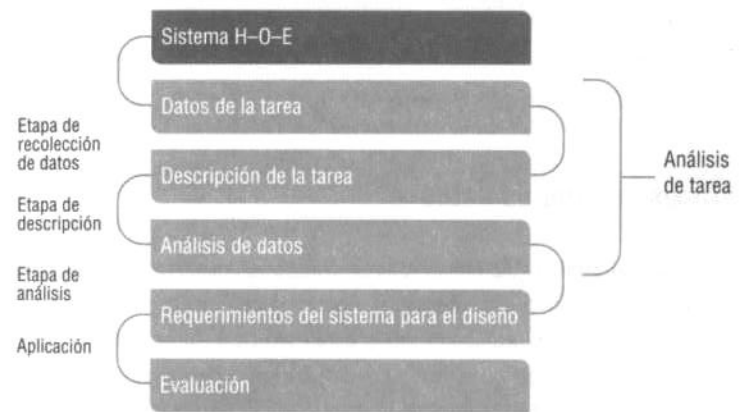 Sistema H–O–E
Datos de la tarea
Etapa de
recolección
de datos
Descripción de la tarea
Análisis
de tarea
Etapa de
descripción
Análisis de datos
Etapa de
análisis
Requerimientos del sistema para el diseño
Aplicación
Evaluación